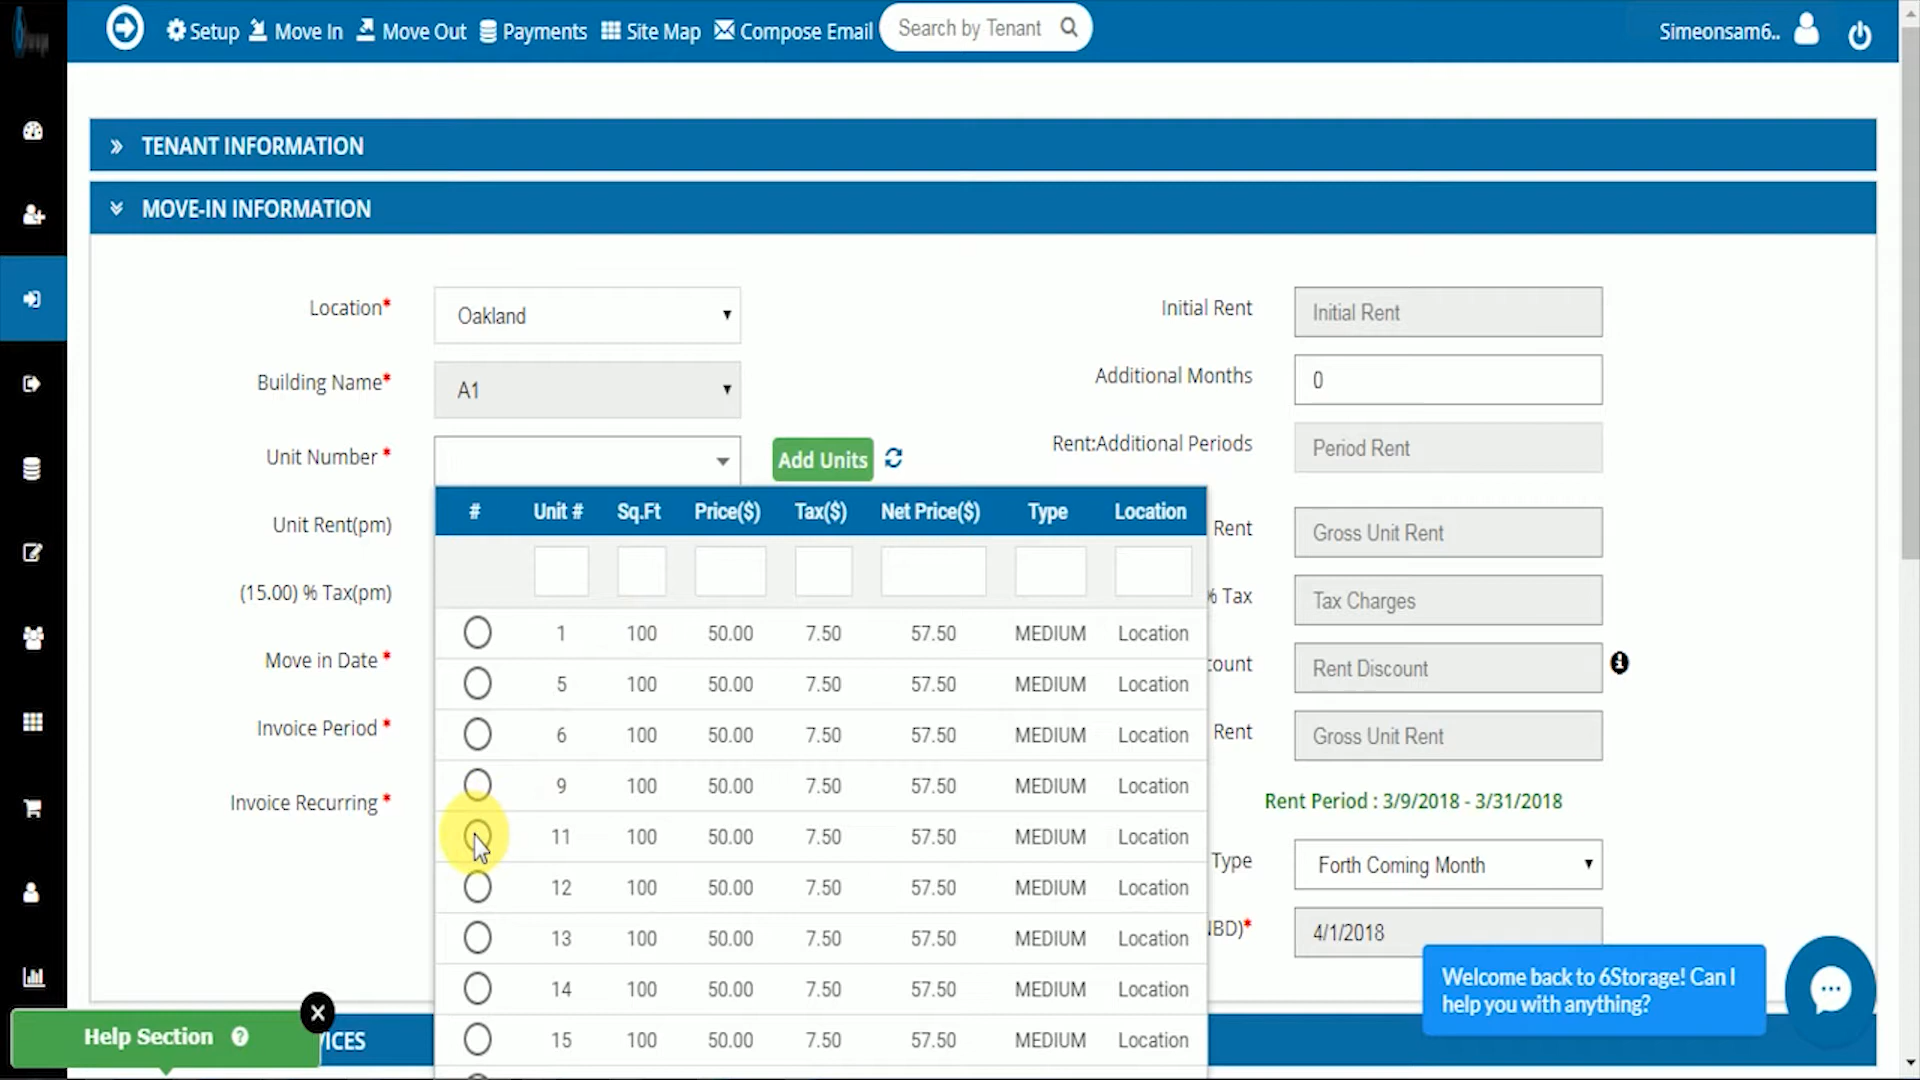 Setup Move In Move Out Payments Site Map Compose Email Search by Tenant Simeonsam6..
TENANT INFORMATION
MOVE-IN INFORMATION
Location* Oakland Initial Rent Initial Rent
Building Name* A1 Additional Months 0
Unit Number * Add Units Rent:Additional Periods Period Rent
# Unit # Sq.Ft Price($) Tax($) Net Price($) Type Location
Unit Rent(pm) Rent Gross Unit Rent
(15.00) % Tax(pm) % Tax Tax Charges
1 100 50.00 7.50 57.50 MEDIUM Location
Move in Date * count Rent Discount
5 100 50.00 7.50 57.50 MEDIUM Location
Invoice Period * 6 100 50.00 7.50 57.50 MEDIUM Location Rent Gross Unit Rent
9 100 50.00 7.50 57.50 MEDIUM Location
Invoice Recurring * Rent Period : 3/9/2018 - 3/31/2018
11 100 50.00 7.50 57.50 MEDIUM Location
Type Forth Coming Month
12 100 50.00 7.50 57.50 MEDIUM Location
13 100 50.00 7.50 57.50 MEDIUM Location BD)* 4/1/2018
14 100 50.00 7.50 57.50 MEDIUM Location
Welcome back to 6Storage! Can I
help you with anything?
Help Section VICES
15 100 50.00 7.50 57.50 MEDIUM Location